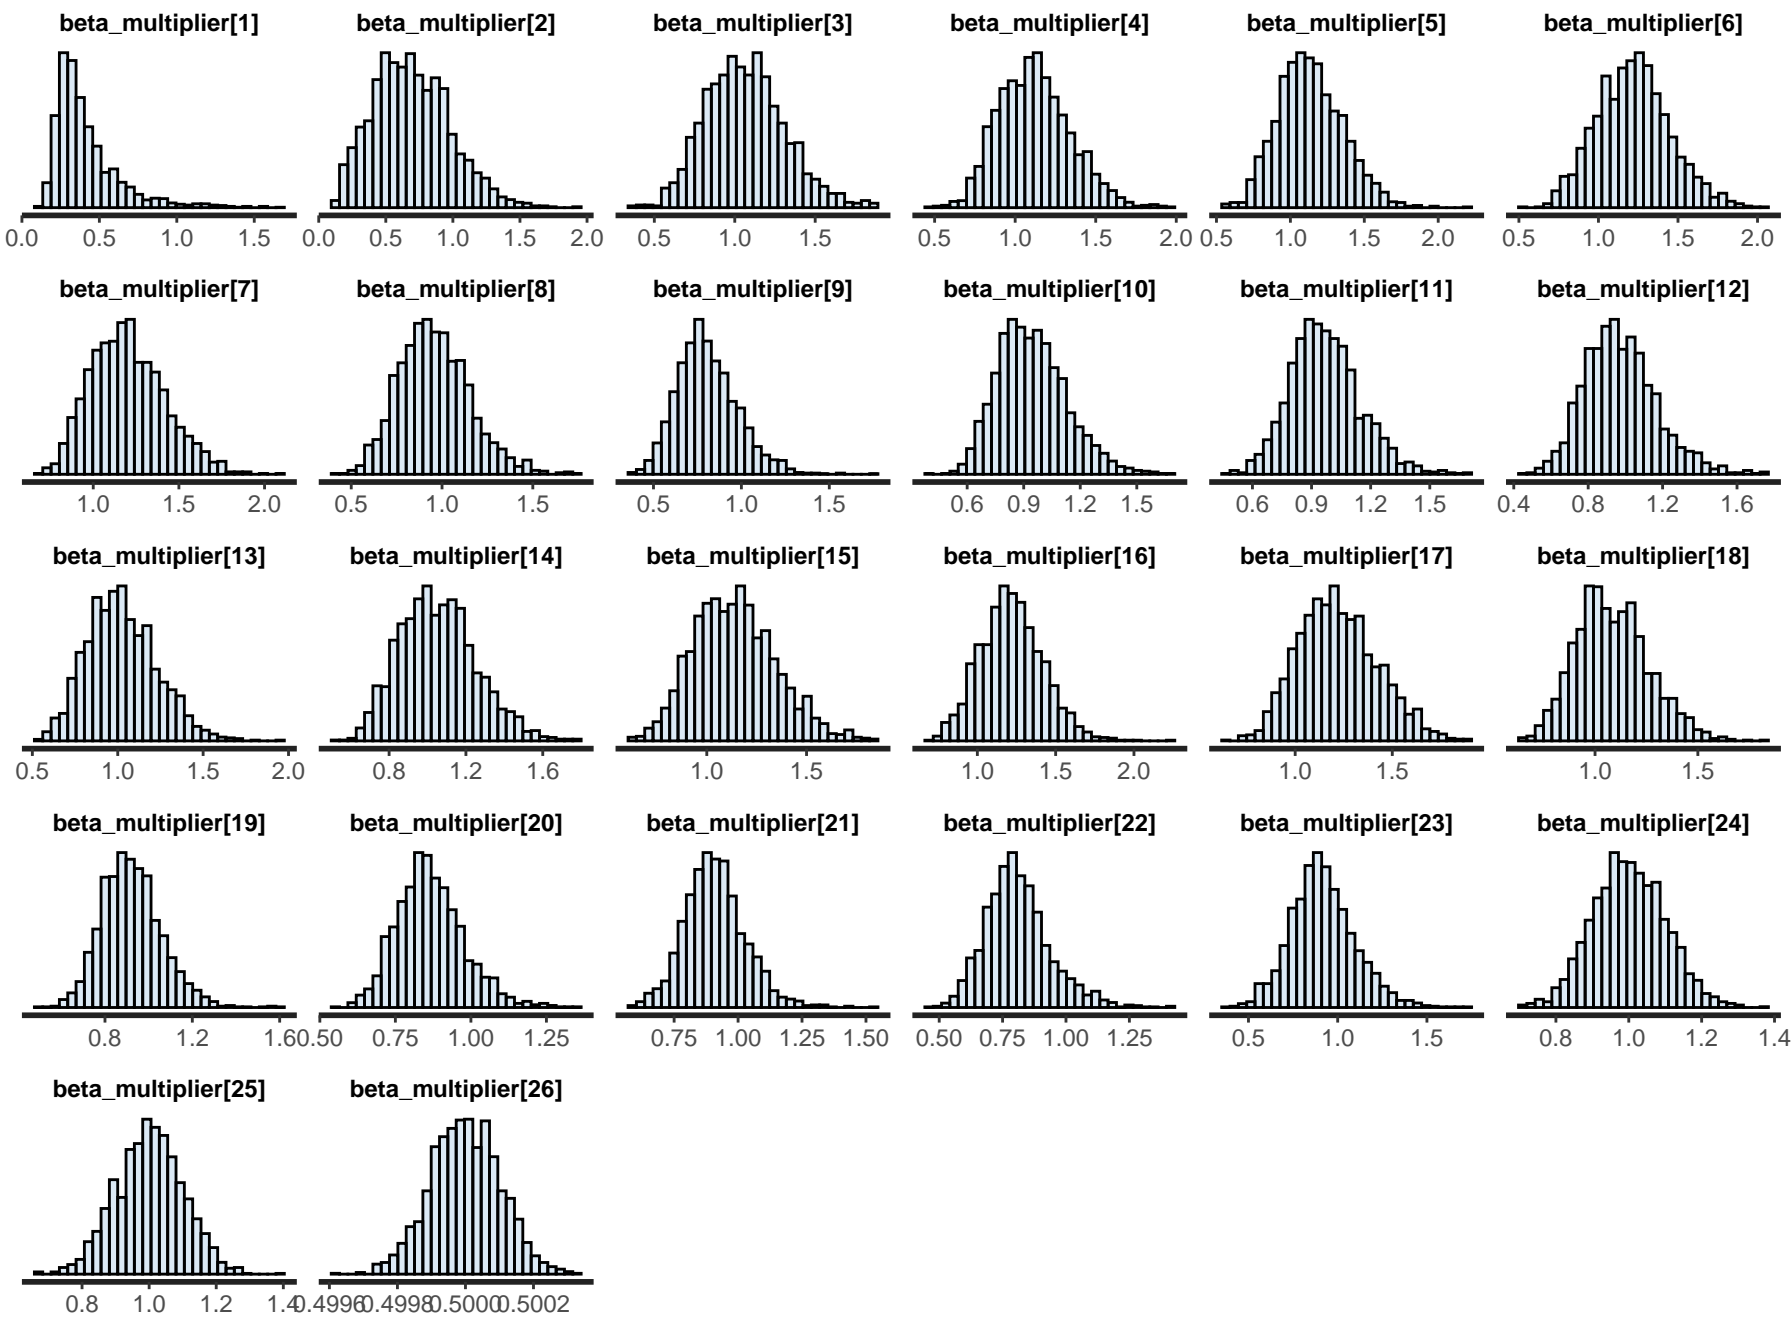 beta_multiplier[1] beta_multiplier[2] beta_multiplier[3] beta_multiplier[4] beta_multiplier[5] beta_multiplier[6]
0.0 0.5 1.0 1.5 0.0 0.5 1.0 1.5 2.0 0.5 1.0 1.5 0.5 1.0 1.5 2.0 0.5 1.0 1.5 2.0 0.5 1.0 1.5 2.0
beta_multiplier[7] beta_multiplier[8] beta_multiplier[9] beta_multiplier[10] beta_multiplier[11] beta_multiplier[12]
1.0 1.5 2.0 0.5 1.0 1.5 0.5 1.0 1.5 0.6 0.9 1.2 1.5 0.6 0.9 1.2 1.5 0.4 0.8 1.2 1.6
beta_multiplier[13] beta_multiplier[14] beta_multiplier[15] beta_multiplier[16] beta_multiplier[17] beta_multiplier[18]
0.5 1.0 1.5 2.0 0.8 1.2 1.6 1.0 1.5 1.0 1.5 2.0 1.0 1.5 1.0 1.5
beta_multiplier[19] beta_multiplier[20] beta_multiplier[21] beta_multiplier[22] beta_multiplier[23] beta_multiplier[24]
0.8 1.2 1.6 0.50 0.75 1.00 1.25 0.75 1.00 1.25 1.50 0.50 0.75 1.00 1.25 0.5 1.0 1.5 0.8 1.0 1.2 1.4
beta_multiplier[25] beta_multiplier[26]
0.8 1.0 1.2 1.4 0.4996 0.4998 0.5000 0.5002